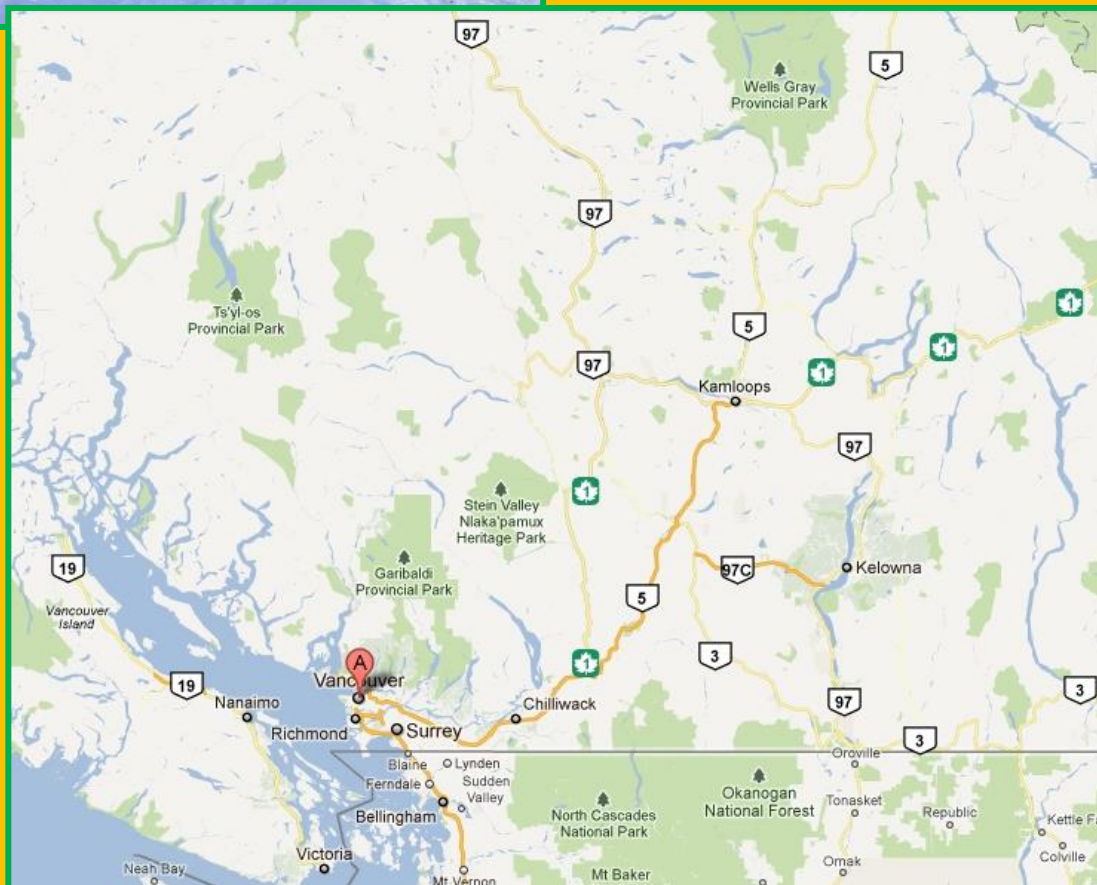 97
5
Wells Gray
Provincial Park
97
Ts'yl-os
Provincial Park
1
5
1
97
1
Kamloops
97
1
Stein Valley
Nlaka'pamux
Heritage Park
19
Garibaldi
Provincial Park
97C
Kelowna
5
Vancouver
Island
3
1
A
Vancouver
19
3
Nanaimo
97
Chilliwack
Richmond
Surrey
3
Oroville
Blaine
Lynden
Ferndale
Sudden
Valley
Okanogan
National Forest
Tonasket
Republic
Bellingham
North Cascades
National Park
Kettle Fa
Colville
Victoria
Omak
Neah Bay
Mt Vernon
Mt Baker